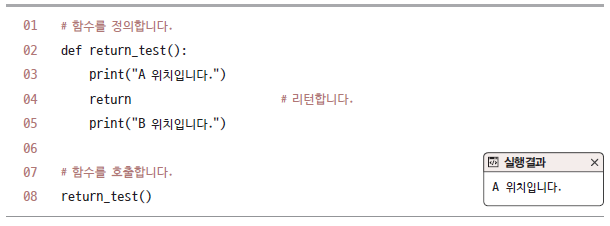 01 # 함수를 정의합니다.
02 def return_test():
03     print("A 위치입니다.")
04     return # 리턴합니다.
05     print("B 위치입니다.")
06
07 # 함수를 호출합니다.
08 return_test()
실행결과 ×
A 위치입니다.